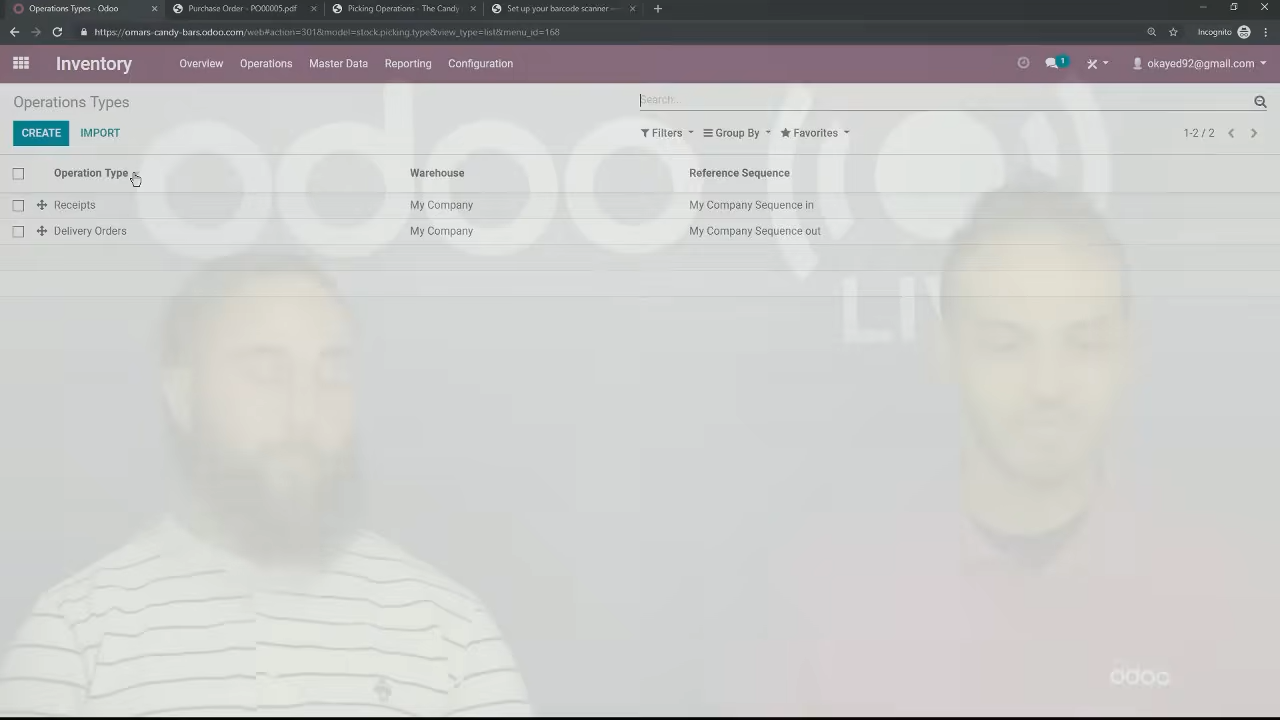 Operations Types - Odoo
Purchase Order - PO00005.pdf
Picking Operations - The Candy
Set up your barcode scanner —
https://omars-candy-bars.odoo.com/web#action=301&model=stock.picking.type&view_type=list&menu_id=168
Incognito
Inventory
Overview
Operations
Master Data
Reporting
Configuration
1
okayed92@gmail.com
Operations Types
Search...
CREATE
IMPORT
Filters
Group By
Favorites
1-2 / 2
Operation Type
Warehouse
Reference Sequence
Receipts
My Company
My Company Sequence in
Delivery Orders
My Company
My Company Sequence out
odoo
LIV
odoo